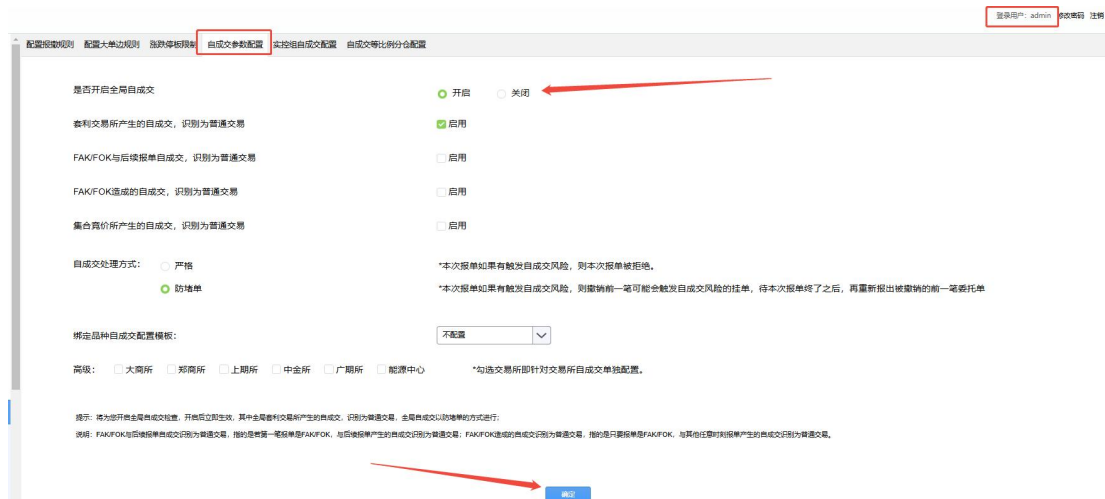 登录用户：admin 修改密码 注销
配置报撤规则 配置大单边规则 涨跌停板限制 自成交参数配置 实控组自成交配置 自成交等比例分仓配置
是否开启全局自成交 开启 关闭
套利交易所产生的自成交，识别为普通交易 启用
FAK/FOK与后续报单自成交，识别为普通交易 启用
FAK/FOK造成的自成交，识别为普通交易 启用
集合竞价所产生的自成交，识别为普通交易 启用
自成交处理方式： 严格 *本次报单如果有触发自成交风险，则本次报单被拒绝。
防堵单 *本次报单如果有触发自成交风险，则撤销前一笔可能会触发自成交风险的挂单，待本次报单终了之后，再重新报出被撤销的前一笔委托单
绑定品种自成交配置模板： 不配置
高级： 大商所 郑商所 上期所 中金所 广期所 能源中心 *勾选交易所即针对交易所自成交单独配置。
提示：将为您开启全局自成交检查，开启后立即生效，其中全局套利交易所产生的自成交，识别为普通交易，全局自成交以防堵单的方式进行；
说明：FAK/FOK与后续报单自成交识别为普通交易，指的是若第一笔报单是FAK/FOK，与后续报单产生的自成交识别为普通交易；FAK/FOK造成的自成交识别为普通交易，指的是只要报单是FAK/FOK，与其他任意时刻报单产生的自成交识别为普通交易。
确定